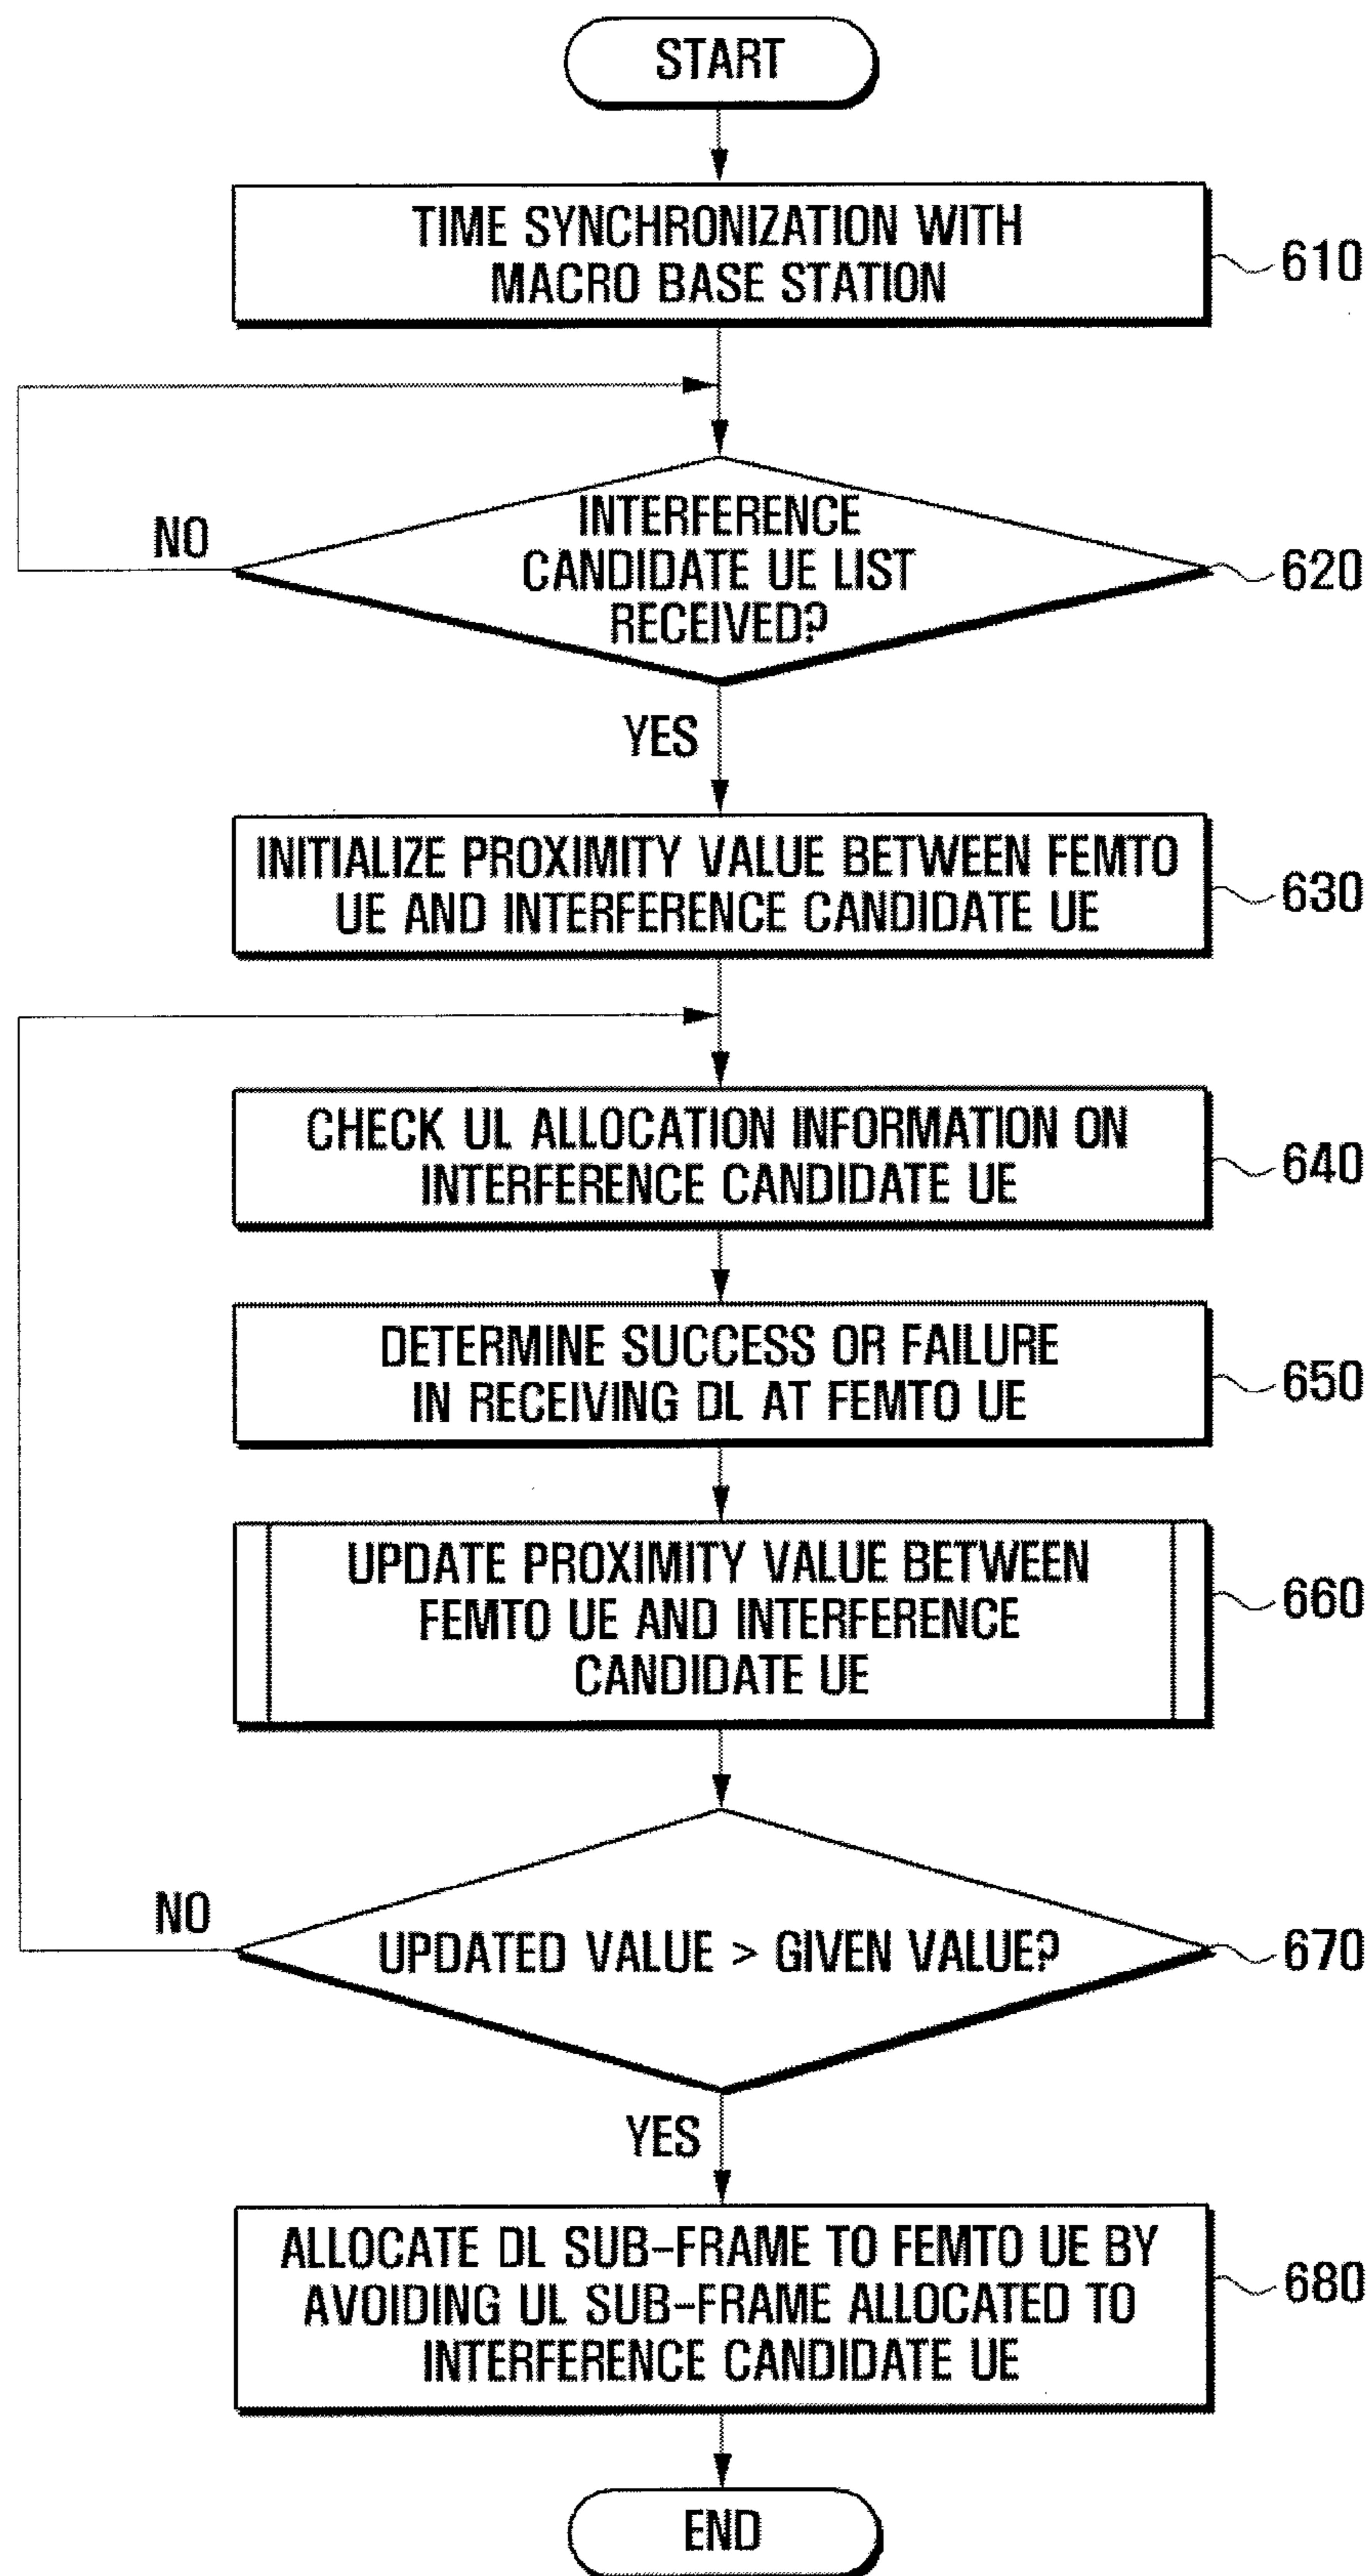 START
TIME SYNCHRONIZATION WITH
MACRO BASE STATION
610
INTERFERENCE
CANDIDATE UE LIST
RECEIVED?
NO
620
YES
INITIALIZE PROXIMITY VALUE BETWEEN FEMTO
UE AND INTERFERENCE CANDIDATE UE
630
CHECK UL ALLOCATION INFORMATION ON
INTERFERENCE CANDIDATE UE
640
DETERMINE SUCCESS OR FAILURE
IN RECEIVING DL AT FEMTO UE
650
UPDATE PROXIMITY VALUE BETWEEN
FEMTO UE AND INTERFERENCE
CANDIDATE UE
660
NO
UPDATED VALUE > GIVEN VALUE?
670
YES
ALLOCATE DL SUB-FRAME TO FEMTO UE BY
AVOIDING UL SUB-FRAME ALLOCATED TO
INTERFERENCE CANDIDATE UE
680
END